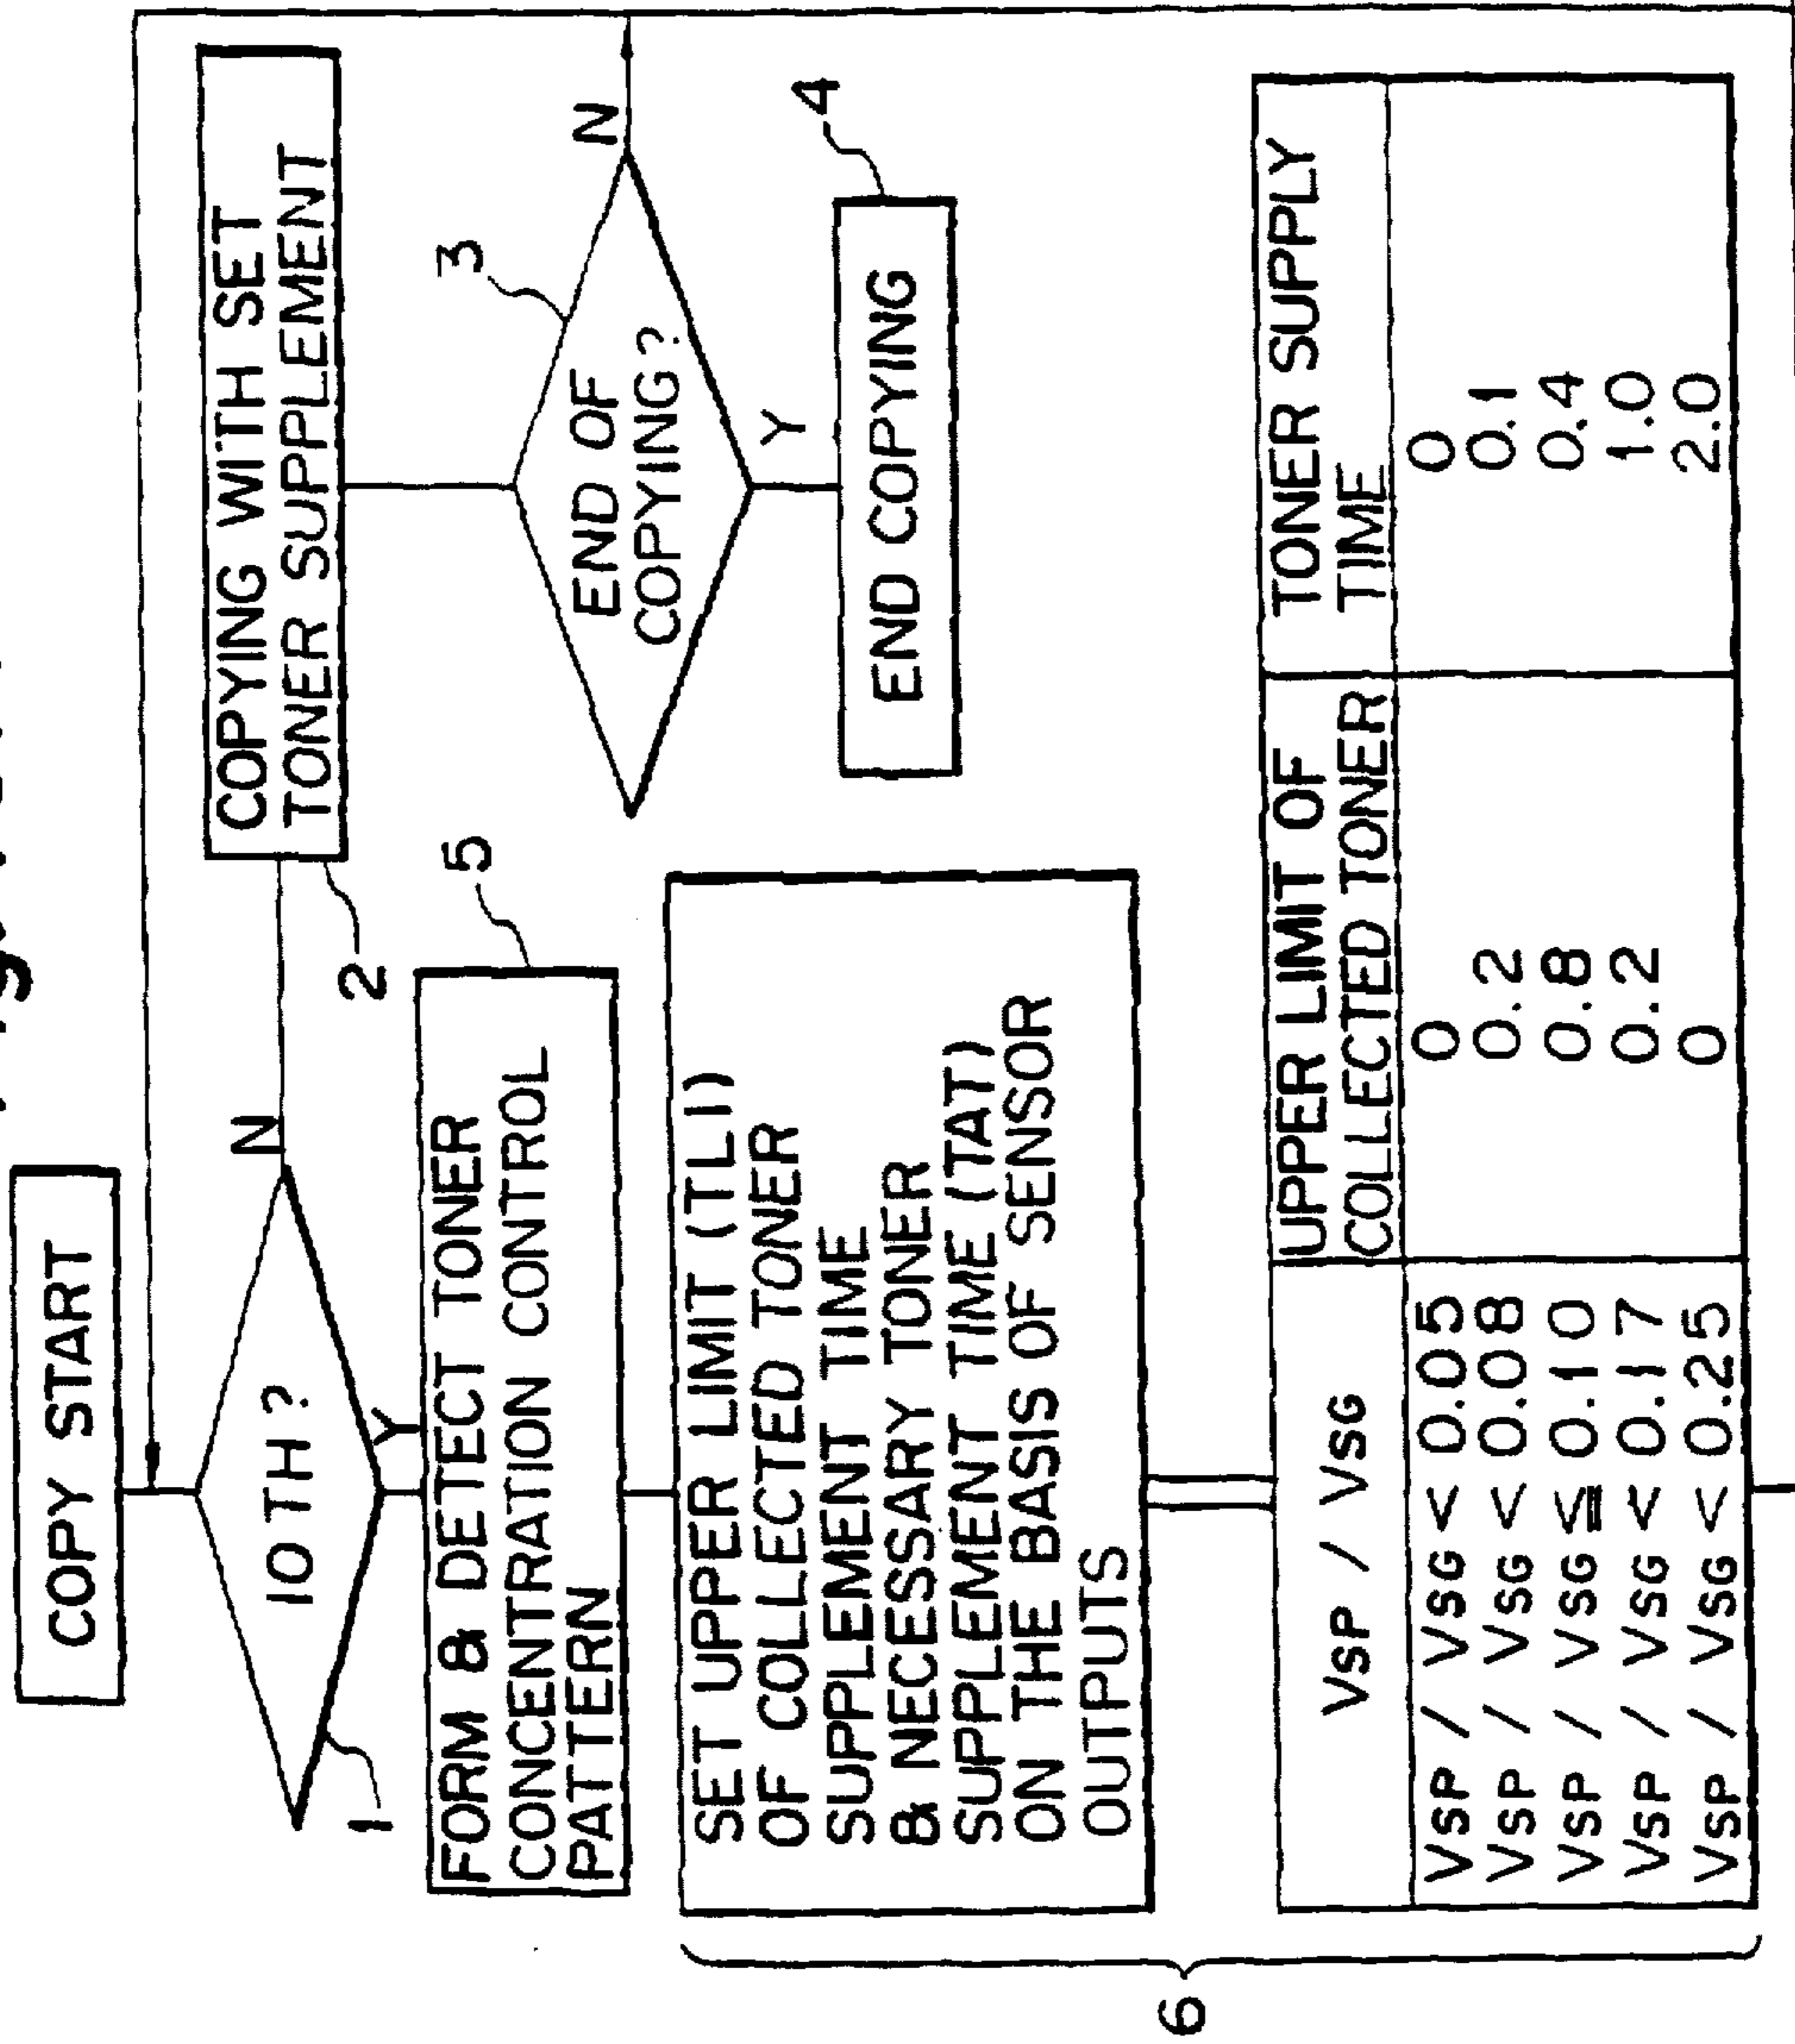 COPY START
10 TH ?
N
Y
1
COPYING WITH SET
TONER SUPPLEMENT
2
END OF
COPYING?
3
N
Y
END COPYING
4
FORM & DETECT TONER
CONCENTRATION CONTROL
PATTERN
5
SET UPPER LIMIT (TLI)
OF COLLECTED TONER
SUPPLEMENT TIME
& NECESSARY TONER
SUPPLEMENT TIME (TAT)
ON THE BASIS OF SENSOR
OUTPUTS
6
VSP / VSG
UPPER LIMIT OF
COLLECTED TONER
TONER SUPPLY
TIME
VSP / VSG < 0.05 0 0
VSP / VSG < 0.08 0.2 0.1
VSP / VSG ≦ 0.10 0.8 0.4
VSP / VSG < 0.17 0.2 1.0
VSP / VSG < 0.25 0 2.0